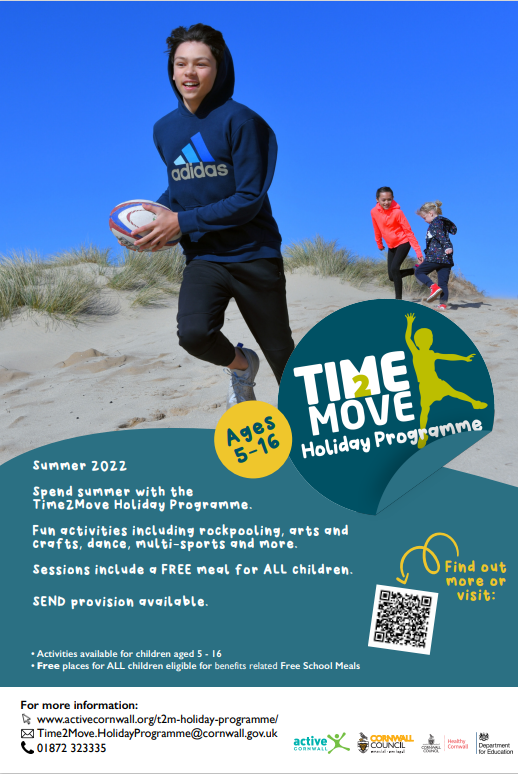 adidas
TIME
2
MOVE
Holiday Programme
Ages
5-16
Summer 2022
Spend summer with the
Time2Move Holiday Programme.
Fun activities including rockpooling, arts and
crafts, dance, multi-sports and more.
Sessions include a FREE meal for ALL children.
SEND provision available.
Find out
more or
visit:
• Activities available for children aged 5 - 16
• Free places for ALL children eligible for benefits related Free School Meals
For more information:
www.activecornwall.org/t2m-holiday-programme/
Time2Move.HolidayProgramme@cornwall.gov.uk
01872 323335
active
CORNWALL
CORNWALL
COUNCIL
CORNWALL
COUNCIL
Healthy
Cornwall
Department
for Education